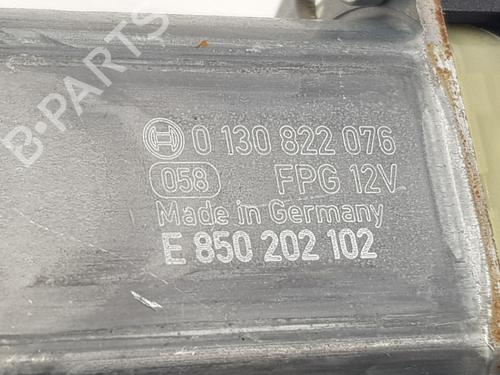 B-PARTS
0 130 822 076
058 FPG 12V
Made in Germany
E 850 202 102